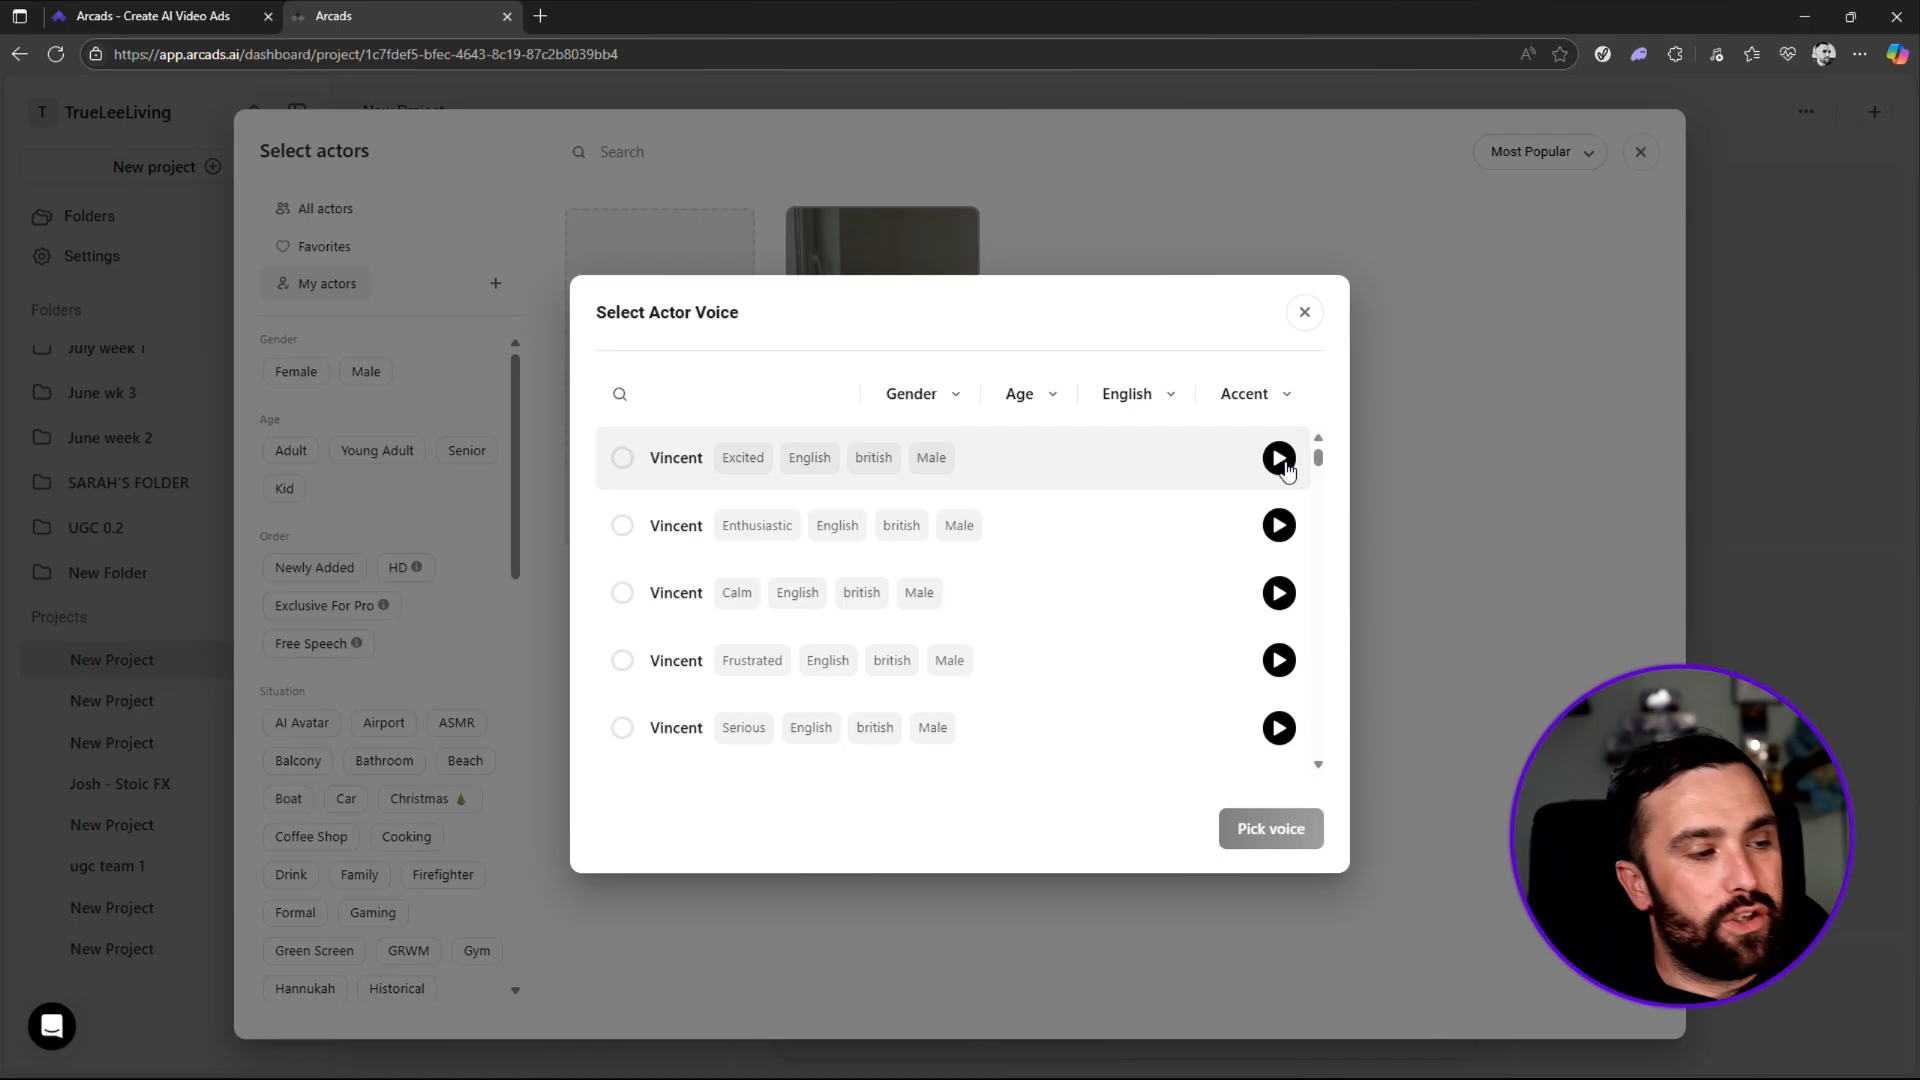 Arcads - Create AI Video Ads
Arcads
https://app.arcads.ai/dashboard/project/1c7fdef5-bfec-4643-8c19-87c2b8039bb4
T TrueLeeLiving
New Project
New project
Folders
Settings
Folders
July week 1
June wk 3
June week 2
SARAH'S FOLDER
UGC 0.2
New Folder
Projects
New Project
New Project
New Project
Josh - Stoic FX
New Project
ugc team 1
New Project
New Project
Select actors
Search
Most Popular
All actors
Favorites
My actors
Gender
Female Male
Age
Adult Young Adult Senior
Kid
Order
Newly Added HD
Exclusive For Pro
Free Speech
Situation
AI Avatar Airport ASMR
Balcony Bathroom Beach
Boat Car Christmas
Coffee Shop Cooking
Drink Family Firefighter
Formal Gaming
Green Screen GRWM Gym
Hannukah Historical
Select Actor Voice
Gender Age English Accent
Vincent Excited English british Male
Vincent Enthusiastic English british Male
Vincent Calm English british Male
Vincent Frustrated English british Male
Vincent Serious English british Male
Pick voice